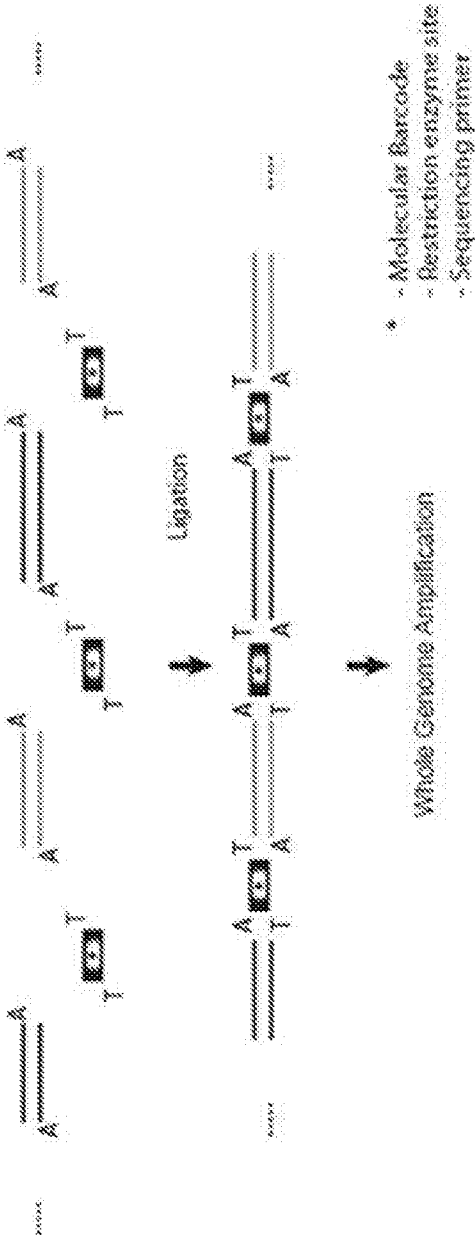 A A A A
A A A A
T T T
* * *
T T T
Ligation
A T A T A T
* * *
T A T A T A
Whole Genome Amplification
* - Molecular Barcode
- Restriction enzyme site
- Sequencing primer